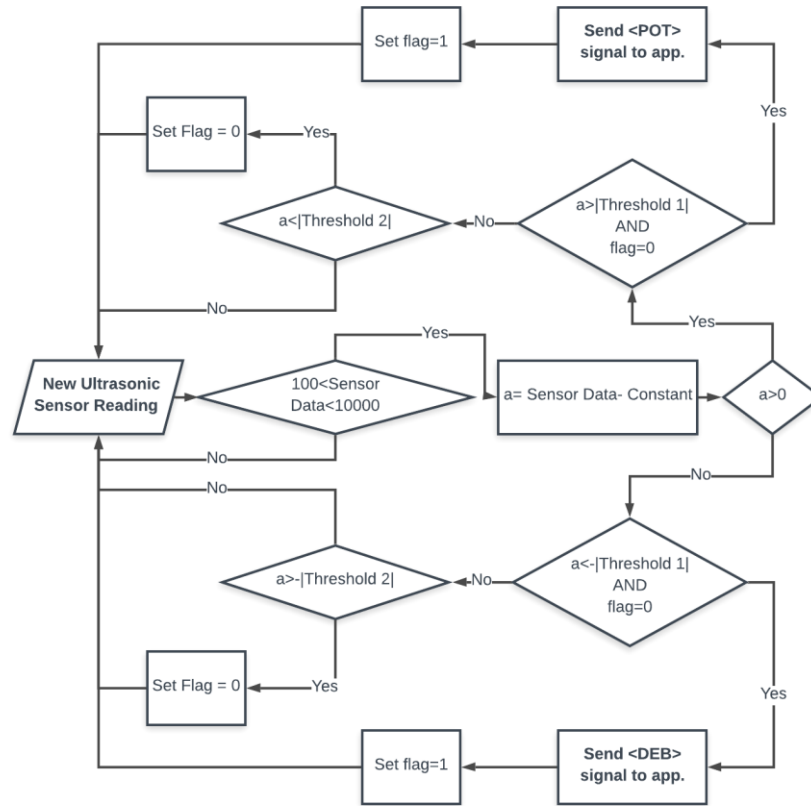 Set flag=1
Send <POT>
signal to app.
Yes
Set Flag = 0
Yes
a<|Threshold 2|
No
a>|Threshold 1|
AND
flag=0
No
Yes
Yes
New Ultrasonic
Sensor Reading
100<Sensor
Data<10000
a= Sensor Data- Constant
a>0
No
No
No
a>-|Threshold 2|
No
a<-|Threshold 1|
AND
flag=0
Set Flag = 0
Yes
Yes
Set flag=1
Send <DEB>
signal to app.